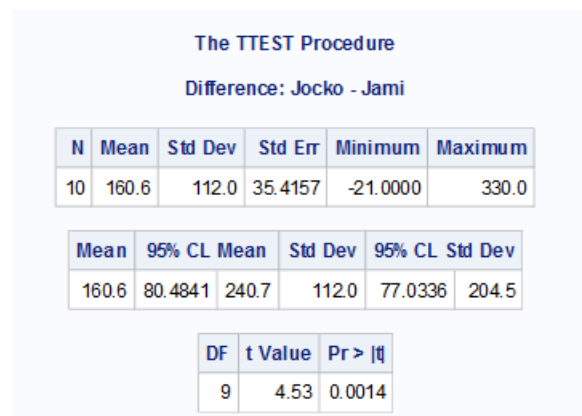 The TTEST Procedure
Difference: Jocko - Jami
N Mean Std Dev Std Err Minimum Maximum
10 160.6 112.0 35.4157 -21.0000 330.0
Mean 95% CL Mean Std Dev 95% CL Std Dev
160.6 80.4841 240.7 112.0 77.0336 204.5
DF t Value Pr > |t|
9 4.53 0.0014